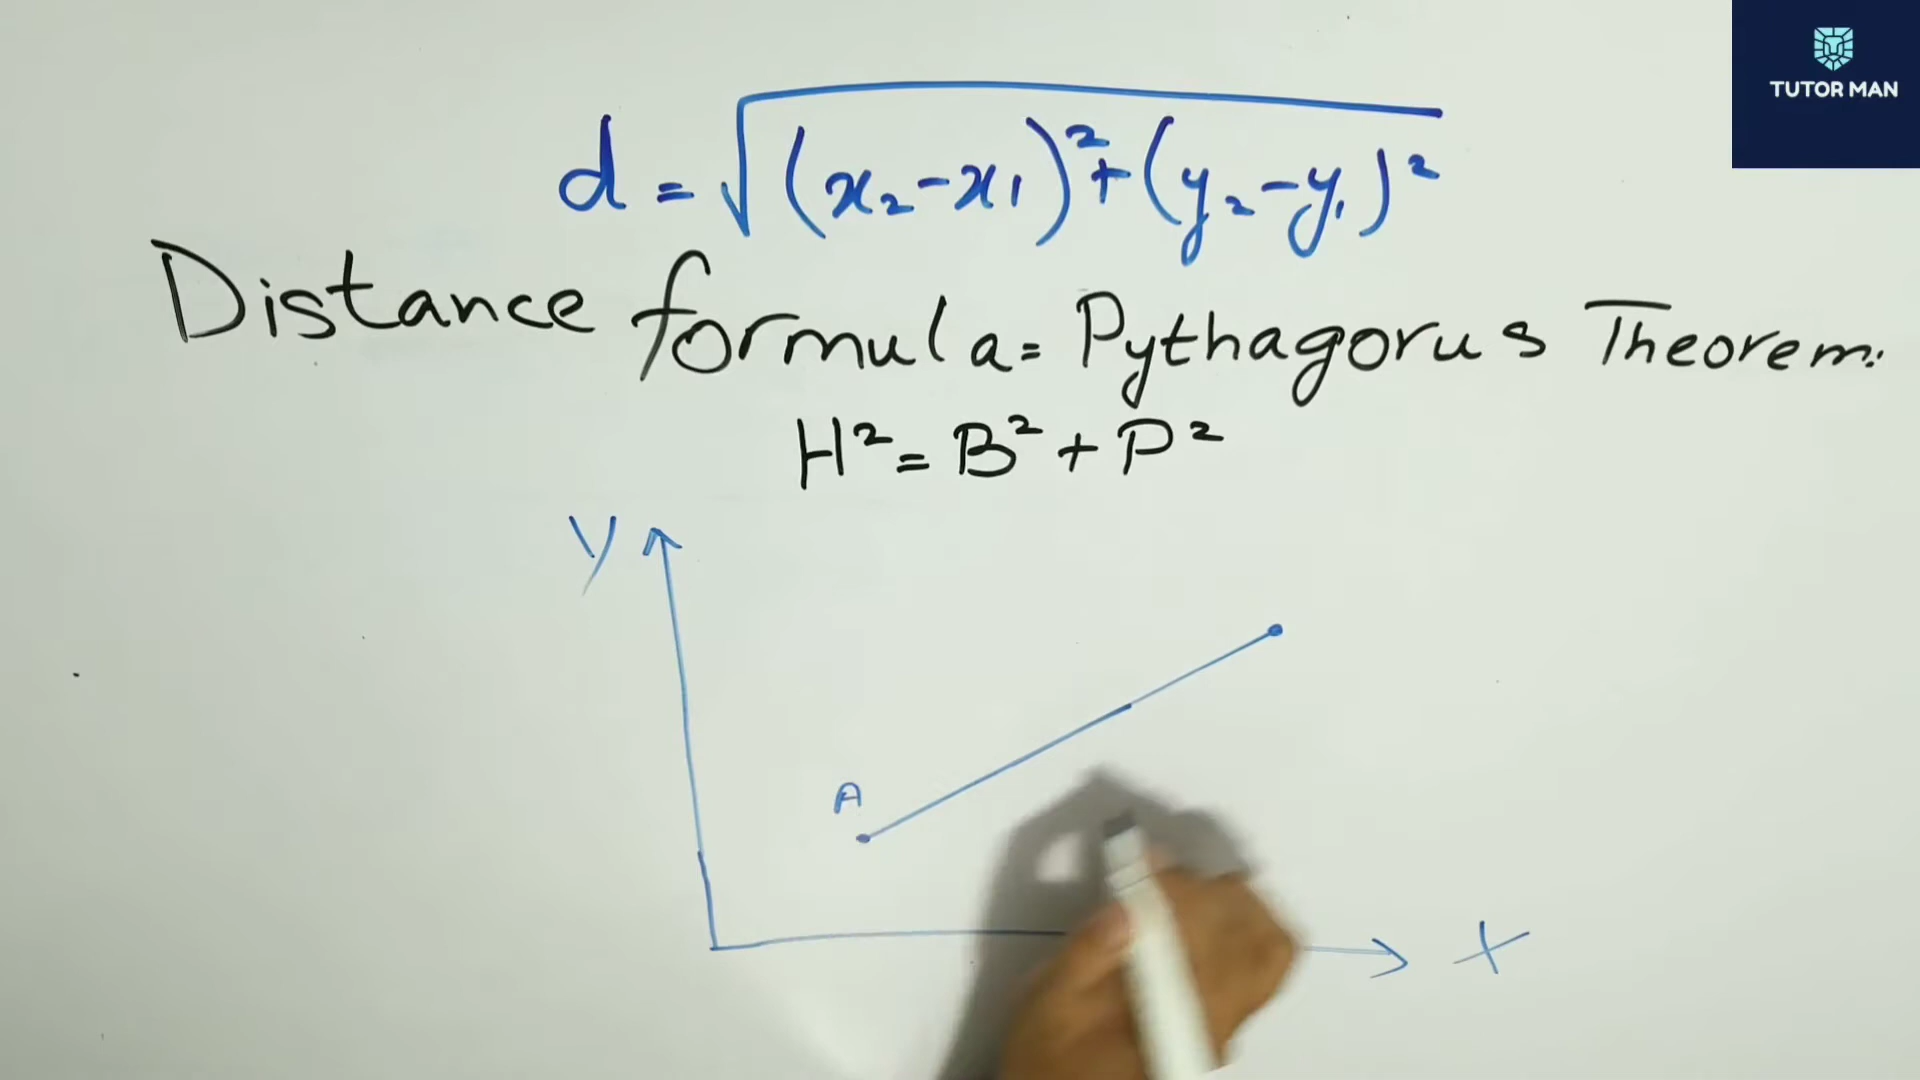 TUTOR MAN
d = √(x₂-x₁)²+(y₂-y₁)²
Distance formula = Pythagorus Theorem:
H² = B² + P²
Y
A
X